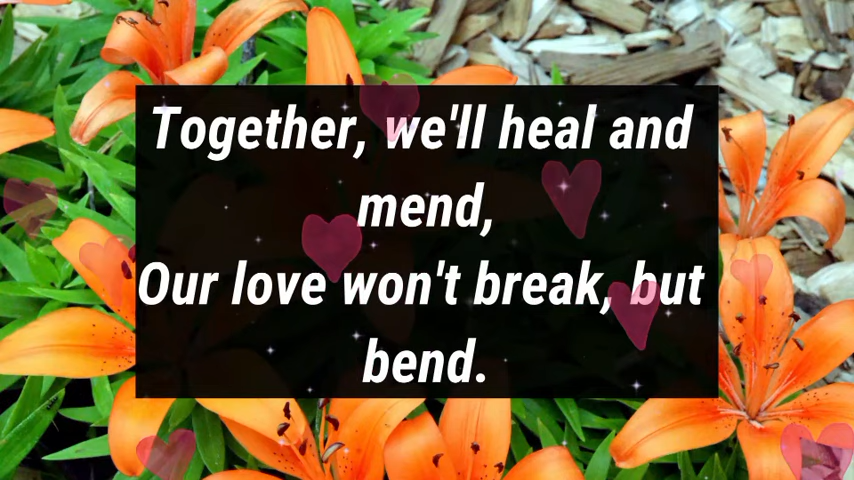 Together, we'll heal and
mend,
Our love won't break, but
bend.